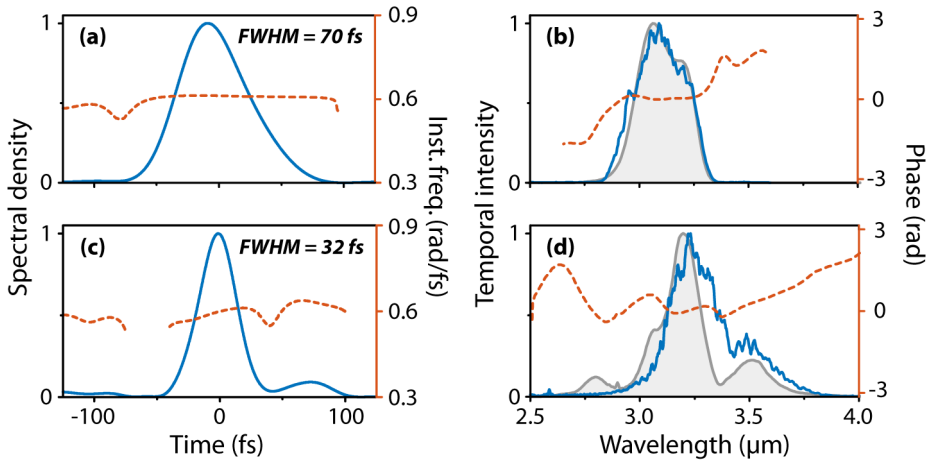 (a)
FWHM = 70 fs
1
0
0.9
0.6
0.3
(b)
1
0
3
0
-3
(c)
FWHM = 32 fs
1
0
0.9
0.6
0.3
-100
0
100
Time (fs)
Spectral density
Inst. freq. (rad/fs)
(d)
1
0
3
0
-3
2.5
3.0
3.5
4.0
Wavelength (μm)
Temporal intensity
Phase (rad)